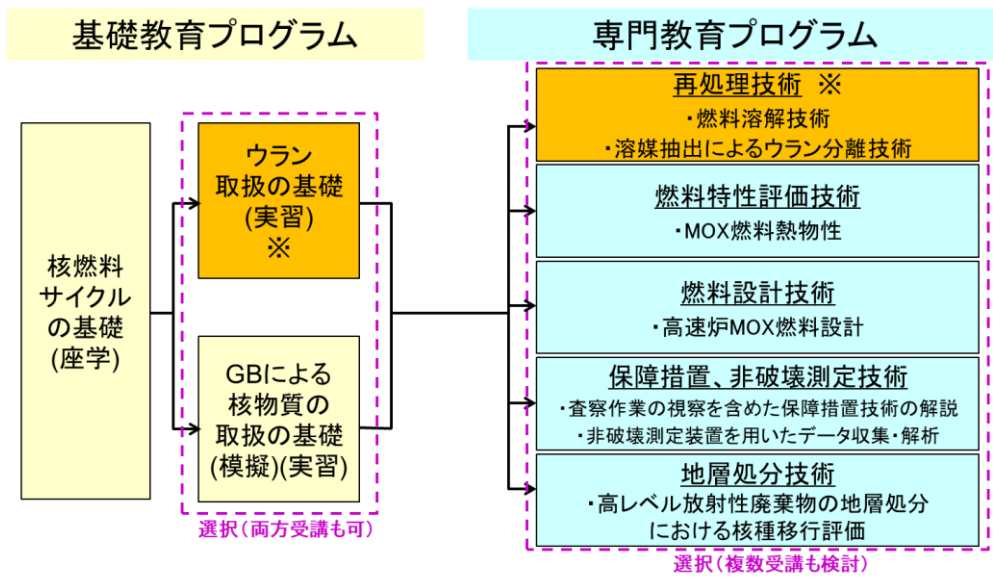 基礎教育プログラム
専門教育プログラム
核燃料
サイクル
の基礎
(座学)
ウラン
取扱の基礎
(実習)
※
GBによる
核物質の
取扱の基礎
(模擬)(実習)
選択(両方受講も可)
再処理技術 ※
・燃料溶解技術
・溶媒抽出によるウラン分離技術
燃料特性評価技術
・MOX燃料熱物性
燃料設計技術
・高速炉MOX燃料設計
保障措置、非破壊測定技術
・査察作業の視察を含めた保障措置技術の解説
・非破壊測定装置を用いたデータ収集・解析
地層処分技術
・高レベル放射性廃棄物の地層処分
における核種移行評価
選択(複数受講も検討)